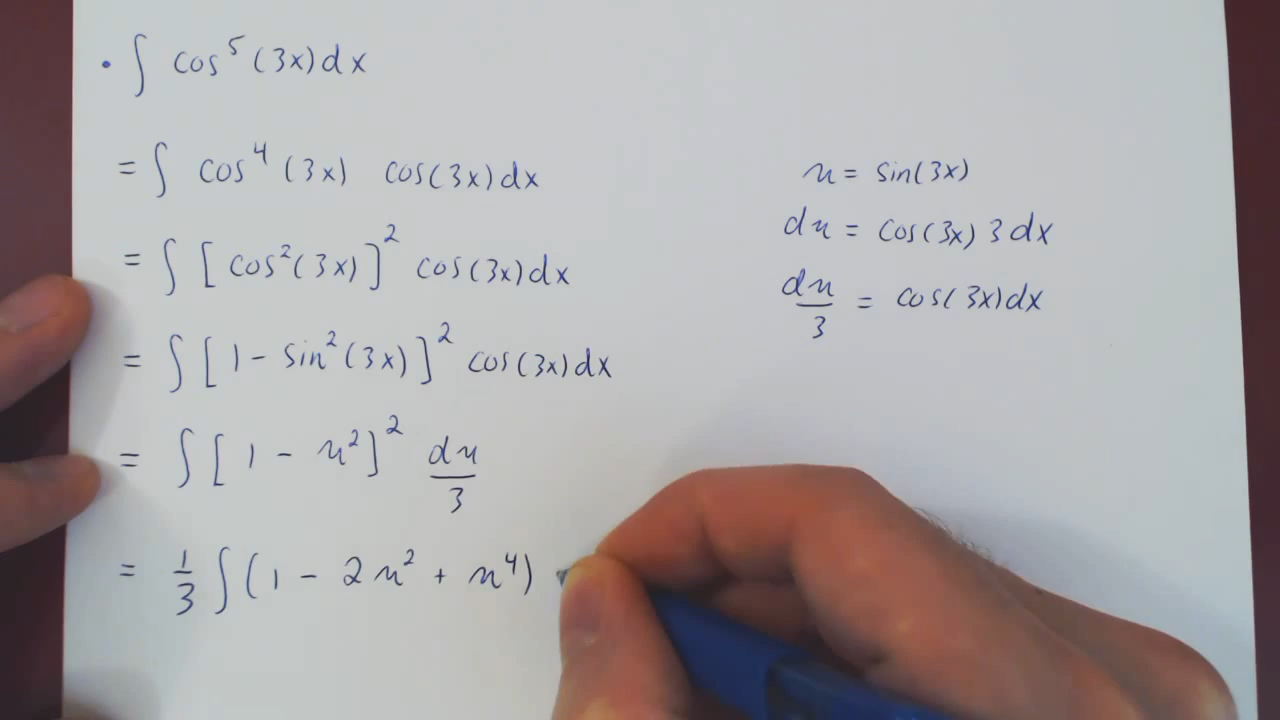 • ∫ cos⁵(3x)dx
= ∫ cos⁴(3x) cos(3x)dx
= ∫ [cos²(3x)]² cos(3x)dx
= ∫ [1 - sin²(3x)]² cos(3x)dx
= ∫ [1 - u²]² du/3
= 1/3 ∫(1 - 2u² + u⁴)
u = sin(3x)
du = cos(3x) 3dx
du/3 = cos(3x)dx